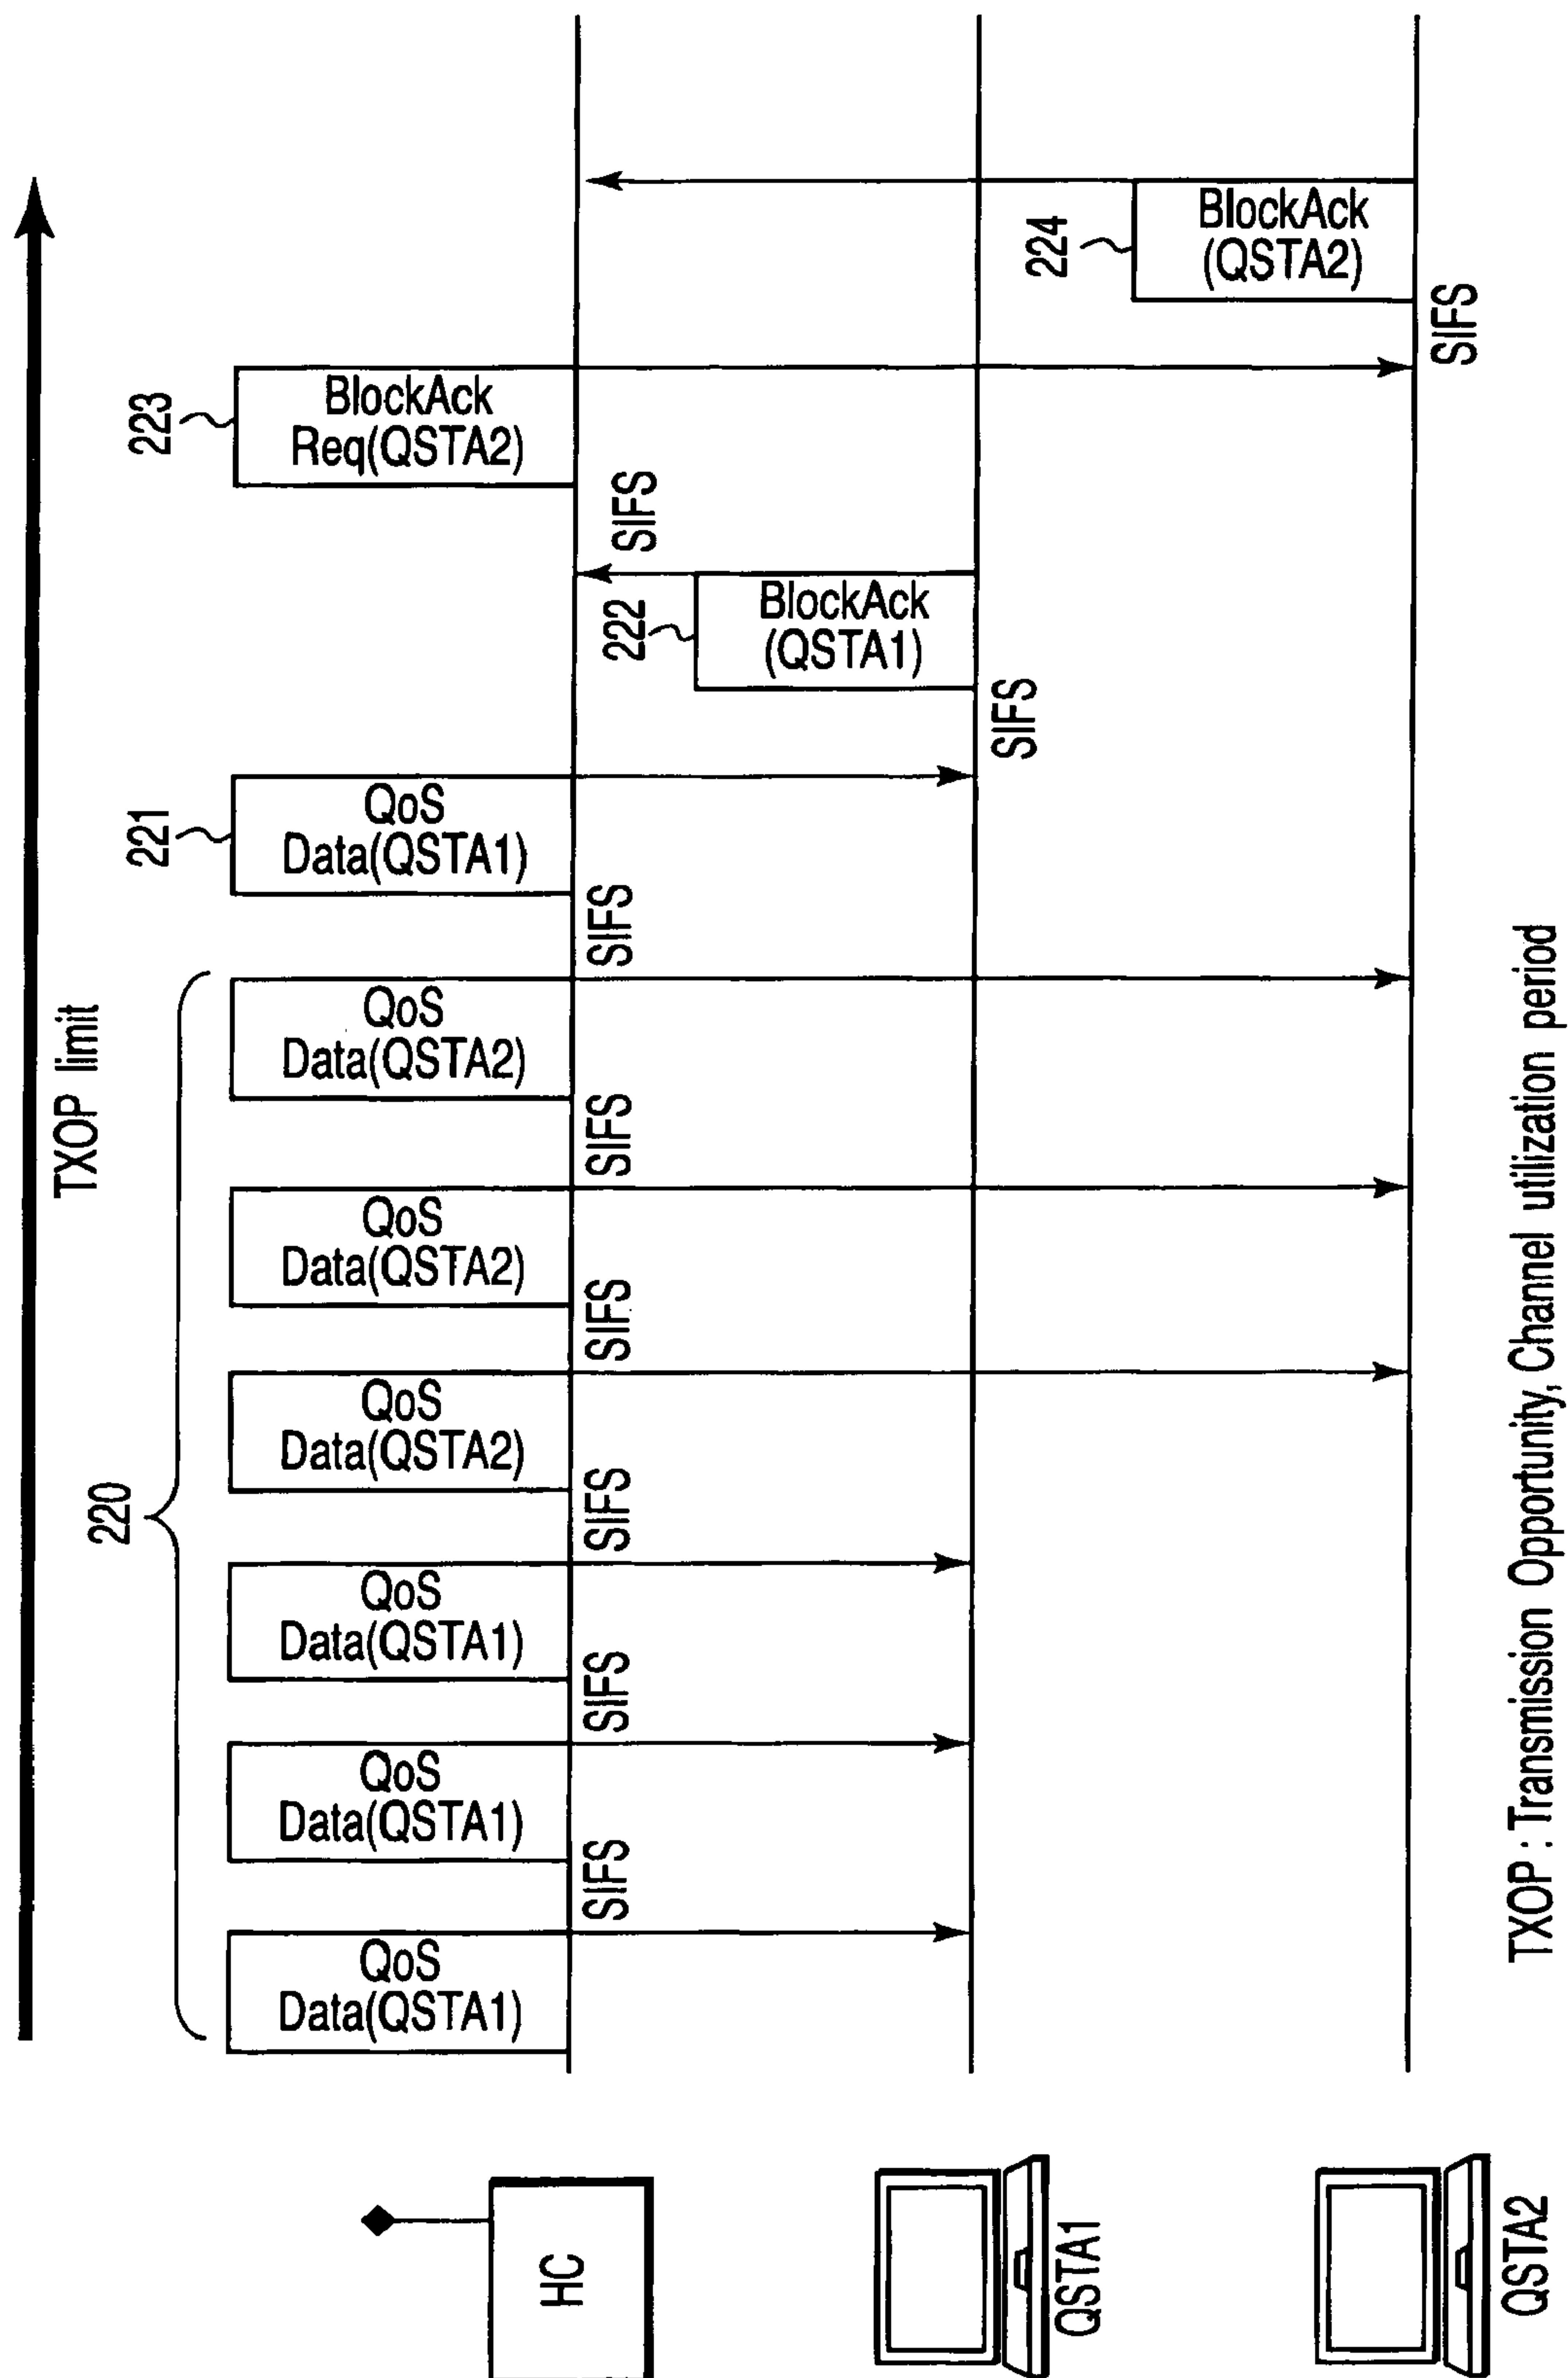 TXOP limit
220
221
223
QoS
Data(QSTA1)
QoS
Data(QSTA1)
QoS
Data(QSTA1)
QoS
Data(QSTA2)
QoS
Data(QSTA2)
QoS
Data(QSTA2)
QoS
Data(QSTA1)
BlockAck
Req(QSTA2)
HC
SIFS
SIFS
SIFS
SIFS
SIFS
SIFS
SIFS
222
BlockAck
(QSTA1)
QSTA1
SIFS
224
BlockAck
(QSTA2)
SIFS
QSTA2
TXOP : Transmission Opportunity, Channel utilization period